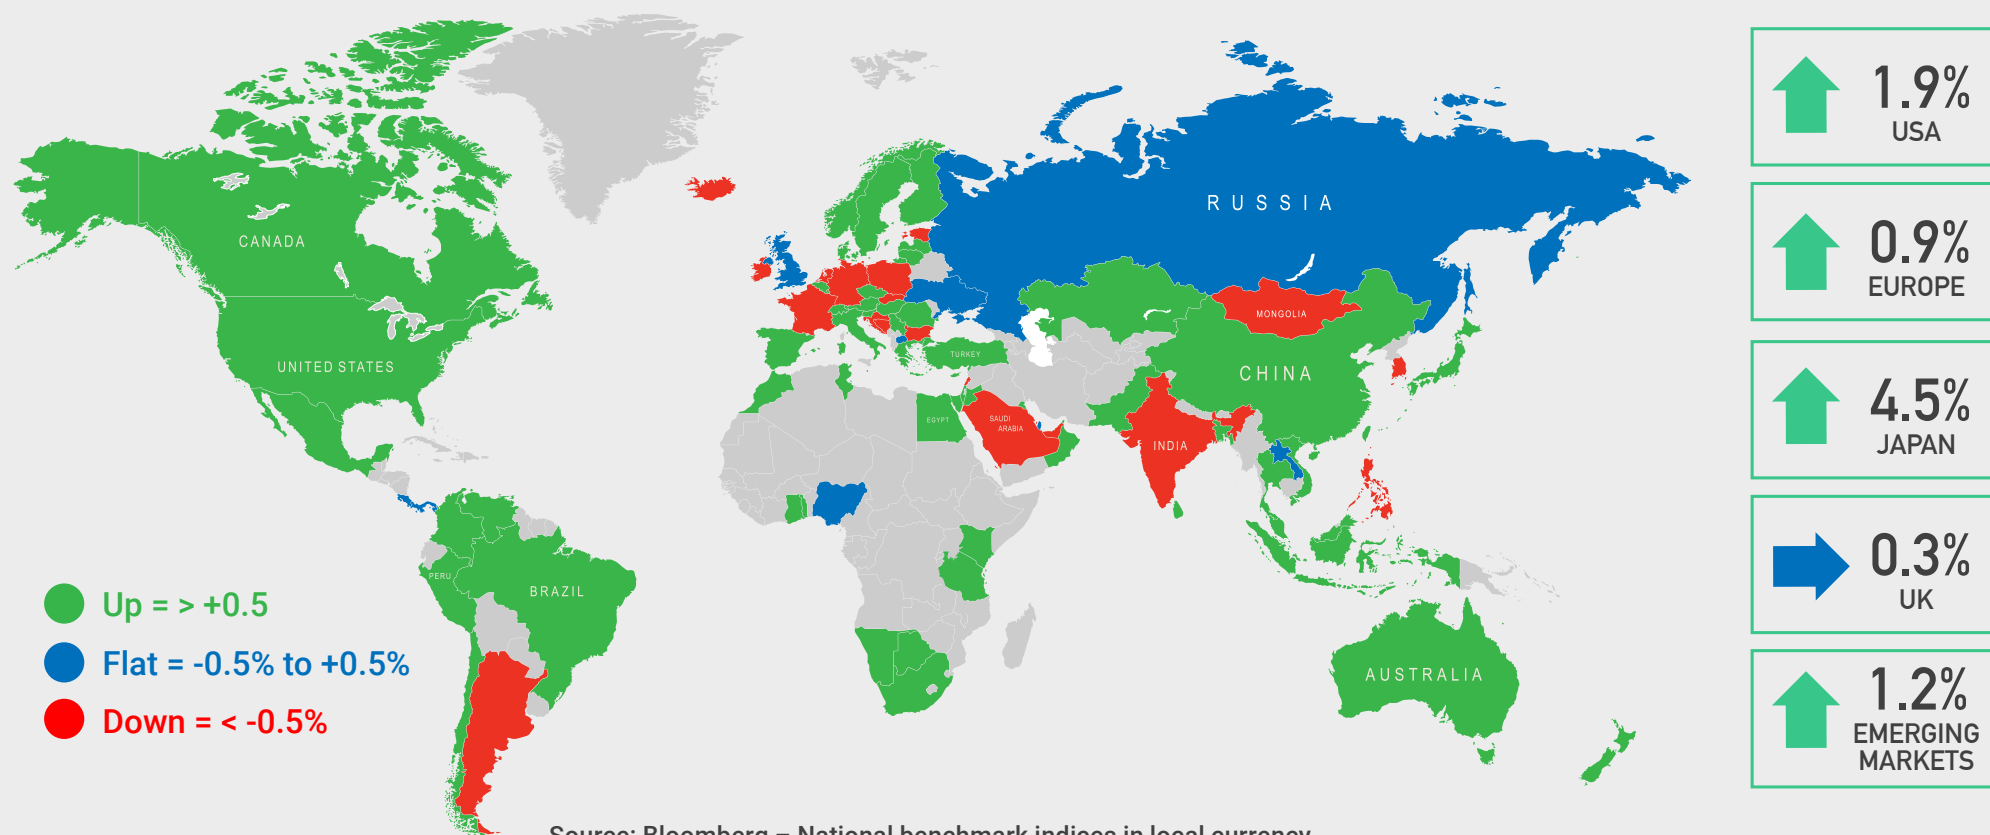 CANADA
UNITED STATES
RUSSIA
MONGOLIA
CHINA
TURKEY
EGYPT
SAUDI
ARABIA
INDIA
PERU
BRAZIL
AUSTRALIA
Up = > +0.5
Flat = -0.5% to +0.5%
Down = < -0.5%
1.9%
USA
0.9%
EUROPE
4.5%
JAPAN
0.3%
UK
1.2%
EMERGING
MARKETS
Source: Bloomberg – National benchmark indices in local currency